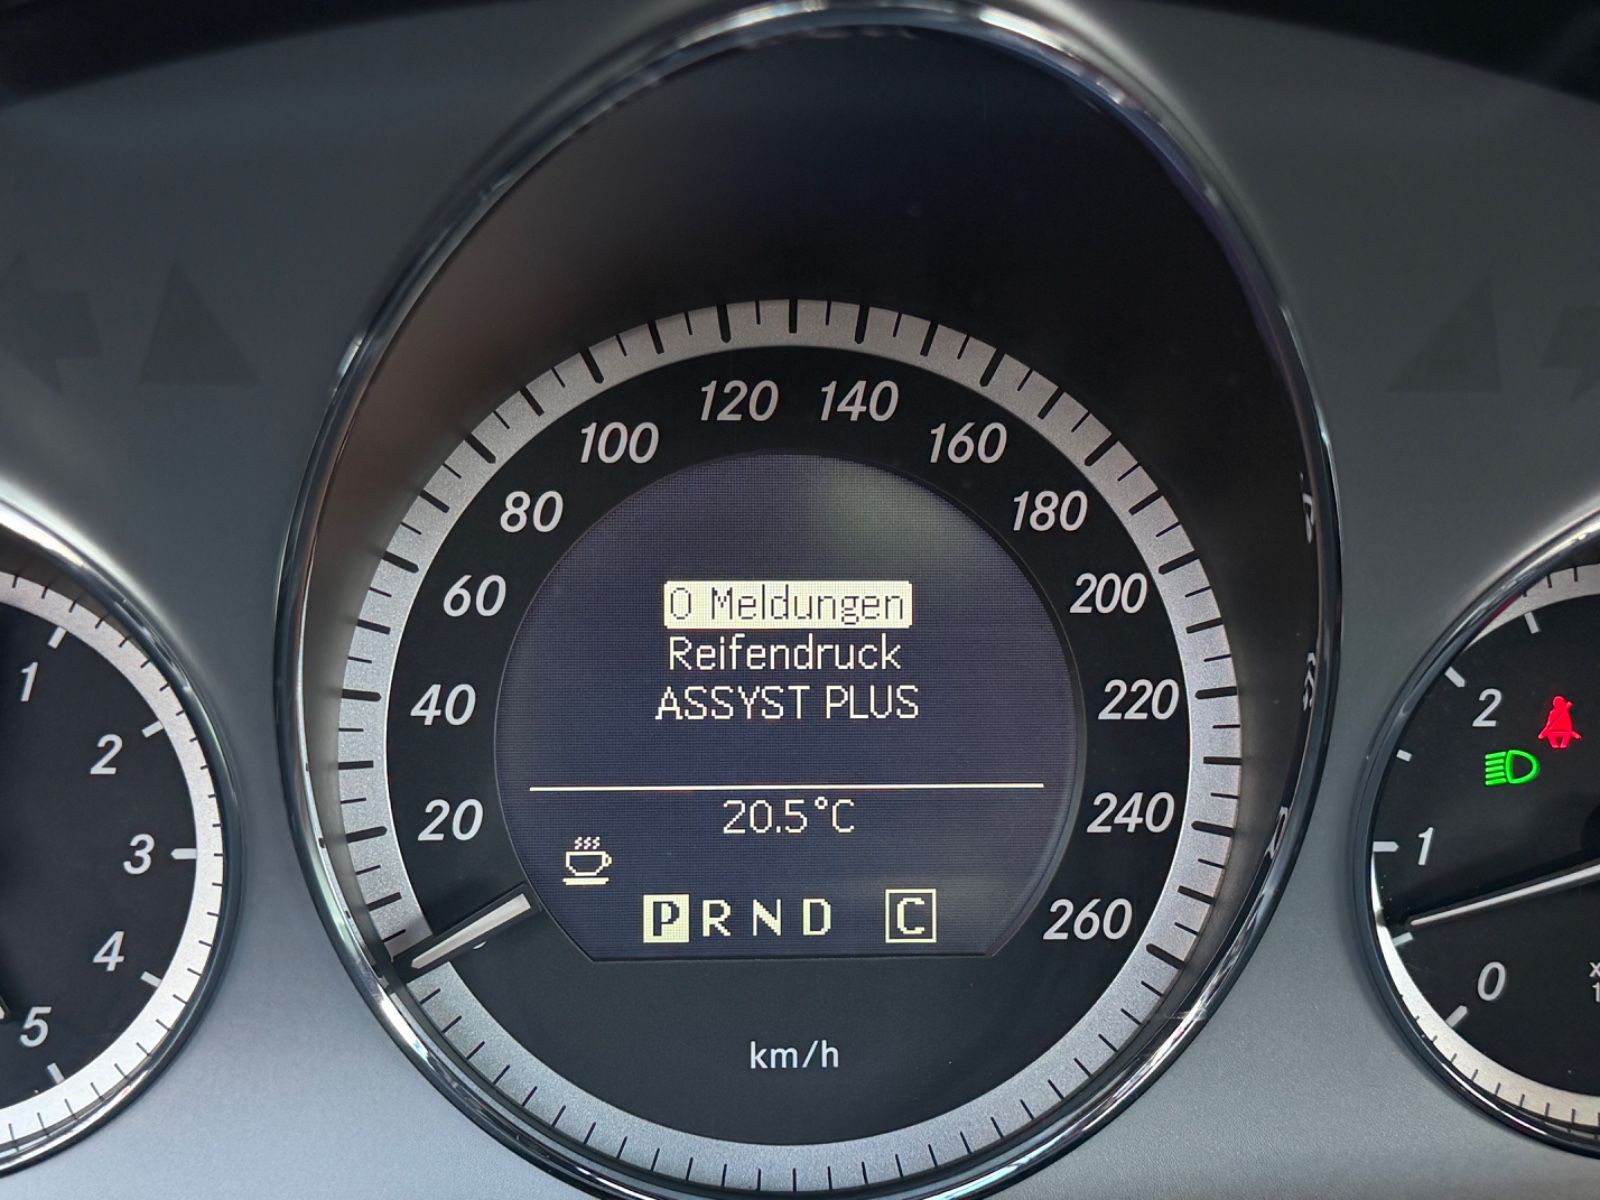 120 140
100 160
80 180
60 200
40 220
20 240
260
0 Meldungen
Reifendruck
ASSYST PLUS
20.5°C
P R N D C
km/h
1
2
3
4
5
2
1
0